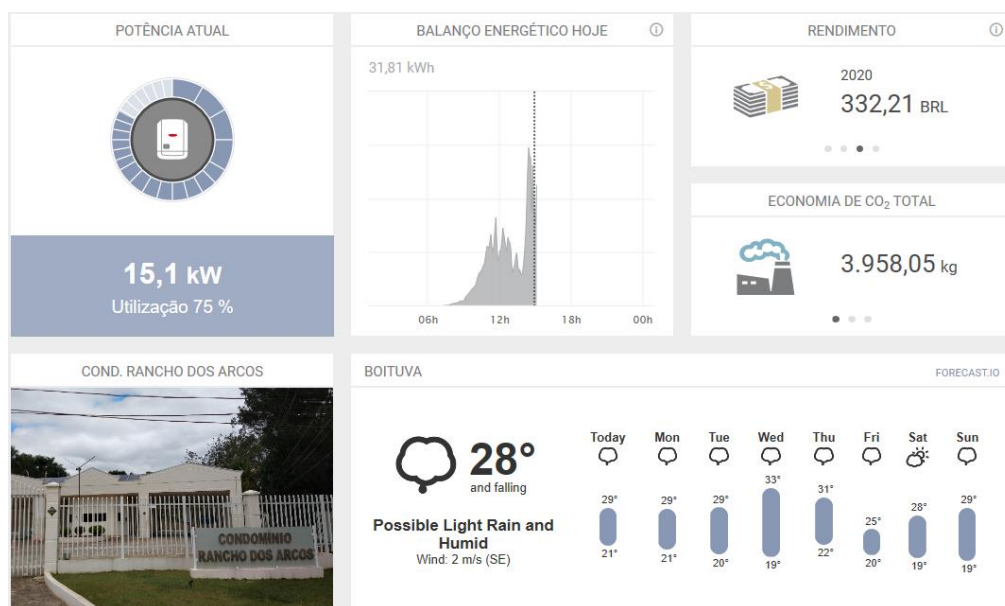 POTÊNCIA ATUAL
15,1 kW
Utilização 75 %
BALANÇO ENERGÉTICO HOJE
31,81 kWh
06h 12h 18h 00h
RENDIMENTO
2020
332,21 BRL
ECONOMIA DE CO₂ TOTAL
3.958,05 kg
COND. RANCHO DOS ARCOS
CONDOMINIO
RANCHO DOS ARCOS
BOITUVA
FORECAST.IO
28°
and falling
Possible Light Rain and
Humid
Wind: 2 m/s (SE)
Today Mon Tue Wed Thu Fri Sat Sun
29° 29° 29° 33° 31° 25° 28° 29°
21° 21° 20° 19° 22° 20° 19° 19°